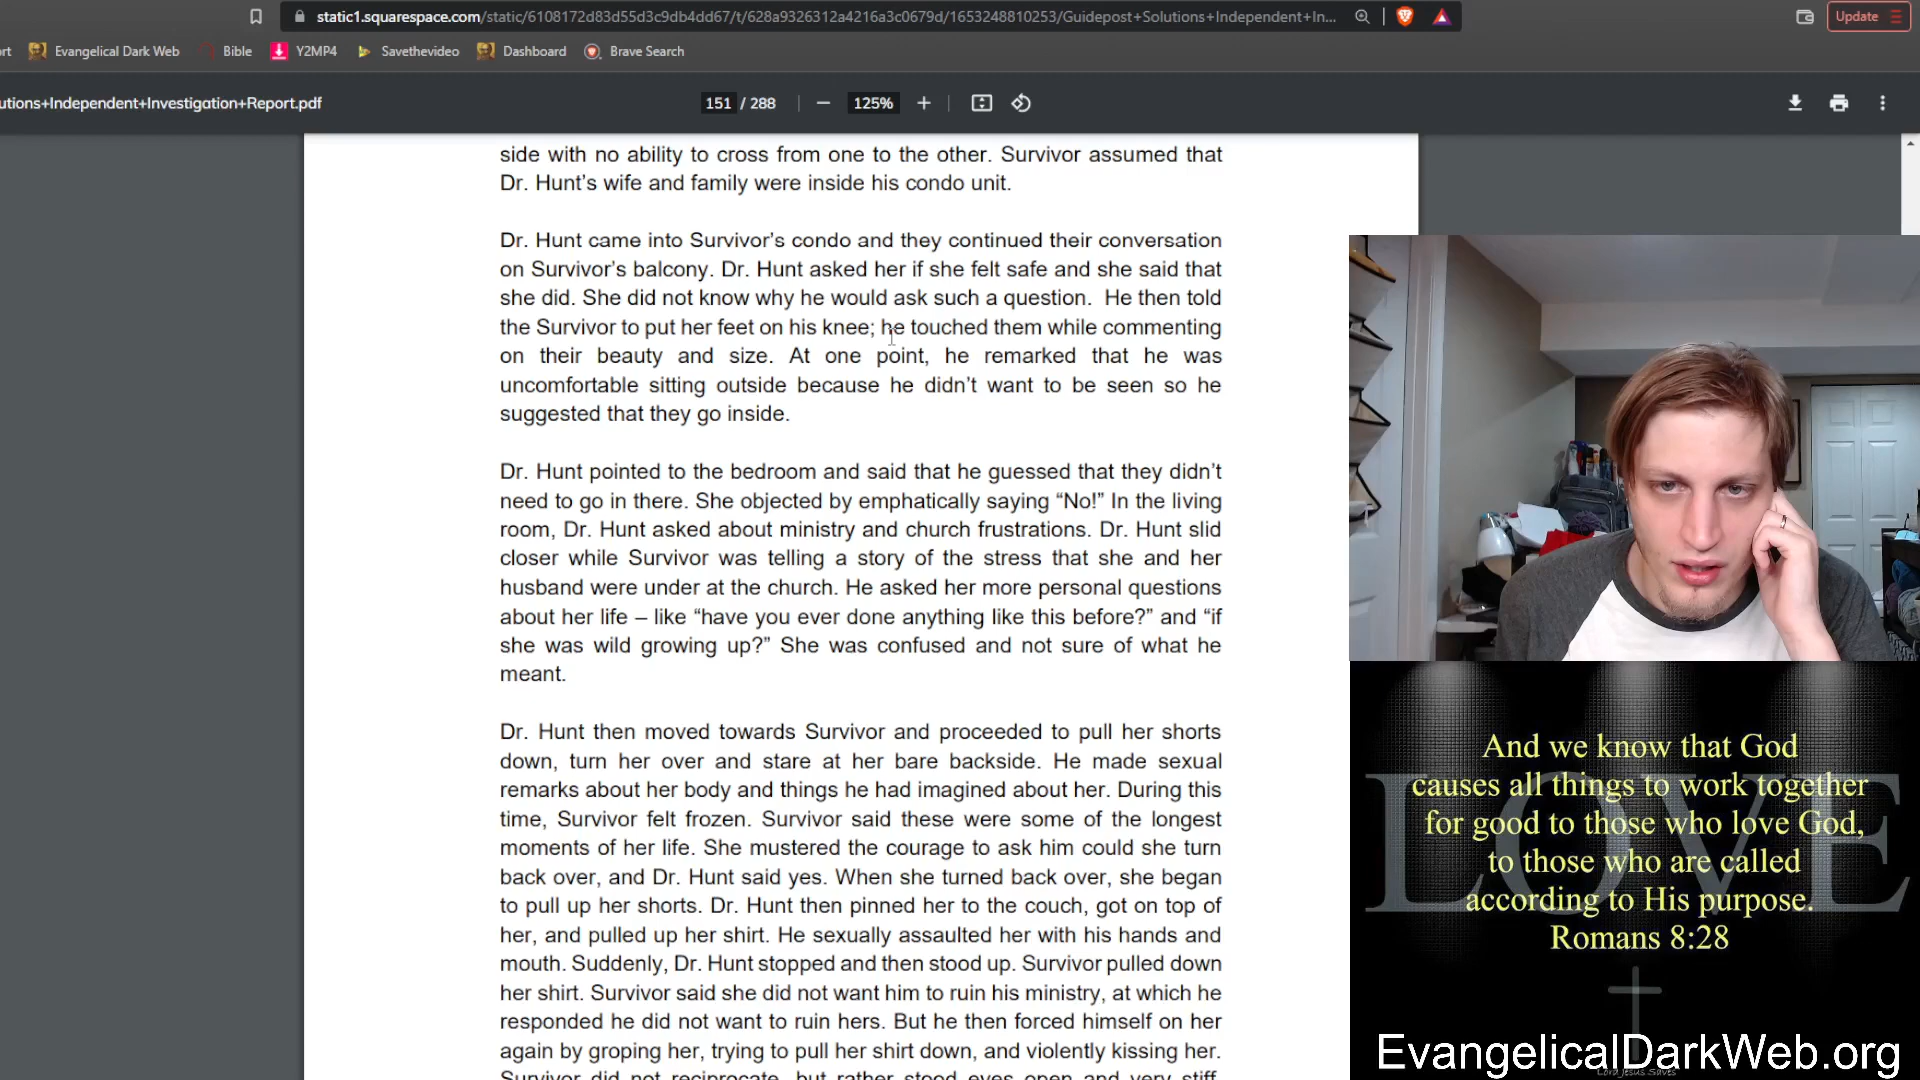 static1.squarespace.com/static/6108172d83d55d3c9db4dd67/t/628a9326312a4216a3c0679d/1653248810253/Guidepost+Solutions+Independent+In...
Update
rt
Evangelical Dark Web
Bible
Y2MP4
Savethevideo
Dashboard
Brave Search
utions+Independent+Investigation+Report.pdf
151 / 288
125%
side with no ability to cross from one to the other. Survivor assumed that
Dr. Hunt’s wife and family were inside his condo unit.
Dr. Hunt came into Survivor’s condo and they continued their conversation
on Survivor’s balcony. Dr. Hunt asked her if she felt safe and she said that
she did. She did not know why he would ask such a question.  He then told
the Survivor to put her feet on his knee; he touched them while commenting
on their beauty and size. At one point, he remarked that he was
uncomfortable sitting outside because he didn’t want to be seen so he
suggested that they go inside.
Dr. Hunt pointed to the bedroom and said that he guessed that they didn’t
need to go in there. She objected by emphatically saying “No!” In the living
room, Dr. Hunt asked about ministry and church frustrations. Dr. Hunt slid
closer while Survivor was telling a story of the stress that she and her
husband were under at the church. He asked her more personal questions
about her life – like “have you ever done anything like this before?” and “if
she was wild growing up?” She was confused and not sure of what he
meant.
Dr. Hunt then moved towards Survivor and proceeded to pull her shorts
down, turn her over and stare at her bare backside. He made sexual
remarks about her body and things he had imagined about her. During this
time, Survivor felt frozen. Survivor said these were some of the longest
moments of her life. She mustered the courage to ask him could she turn
back over, and Dr. Hunt said yes. When she turned back over, she began
to pull up her shorts. Dr. Hunt then pinned her to the couch, got on top of
her, and pulled up her shirt. He sexually assaulted her with his hands and
mouth. Suddenly, Dr. Hunt stopped and then stood up. Survivor pulled down
her shirt. Survivor said she did not want him to ruin his ministry, at which he
responded he did not want to ruin hers. But he then forced himself on her
again by groping her, trying to pull her shirt down, and violently kissing her.
Survivor did not reciprocate, but rather stood eyes open and very stiff,
LOVE
And we know that God
causes all things to work together
for good to those who love God,
to those who are called
according to His purpose.
Romans 8:28
EvangelicalDarkWeb.org
Lord Jesus Saves